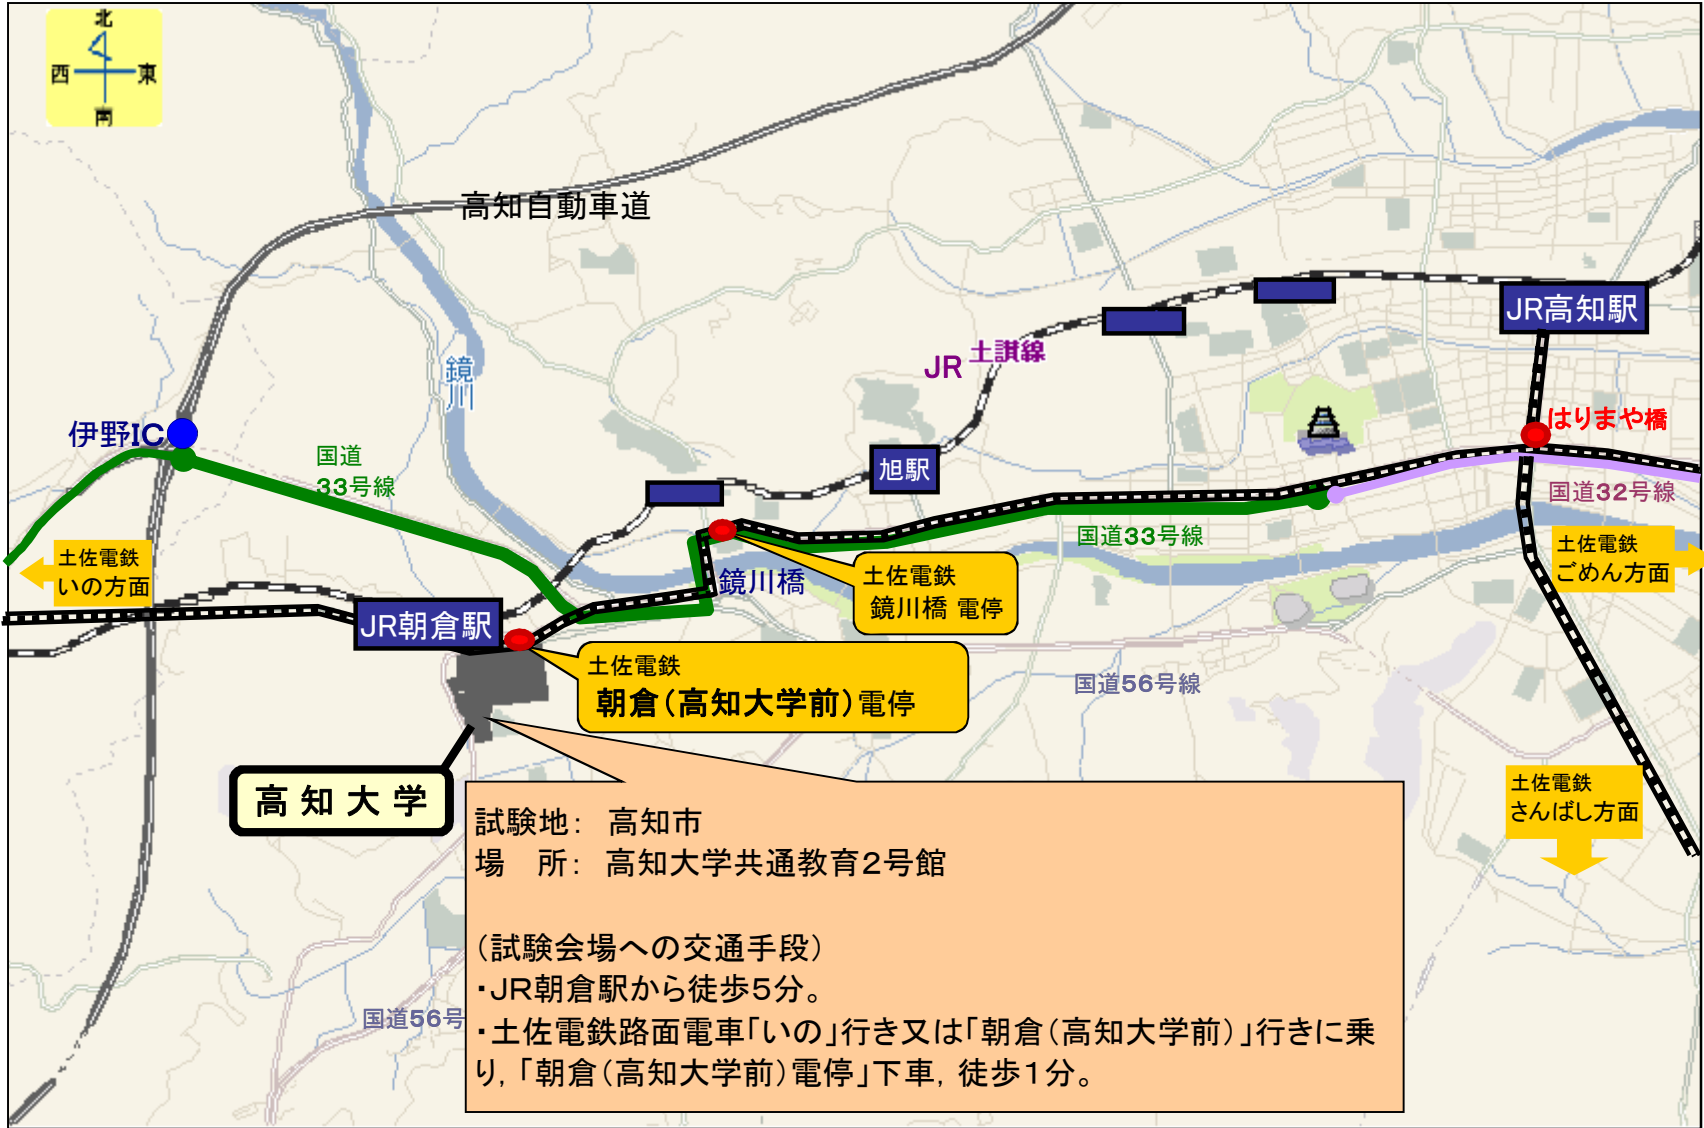 北
西 東
南
高知自動車道
鏡川
JR 土讃線
JR高知駅
はりまや橋
伊野IC
国道
33号線
旭駅
国道32号線
国道33号線
土佐電鉄
いの方面
土佐電鉄
ごめん方面
鏡川橋
土佐電鉄
鏡川橋 電停
JR朝倉駅
土佐電鉄
朝倉(高知大学前)電停
国道56号線
高知大学
土佐電鉄
さんばし方面
試験地: 高知市
場 所: 高知大学共通教育2号館
(試験会場への交通手段)
・JR朝倉駅から徒歩5分。
・土佐電鉄路面電車「いの」行き又は「朝倉(高知大学前)」行きに乗
り,「朝倉(高知大学前)電停」下車,徒歩1分。
国道56号